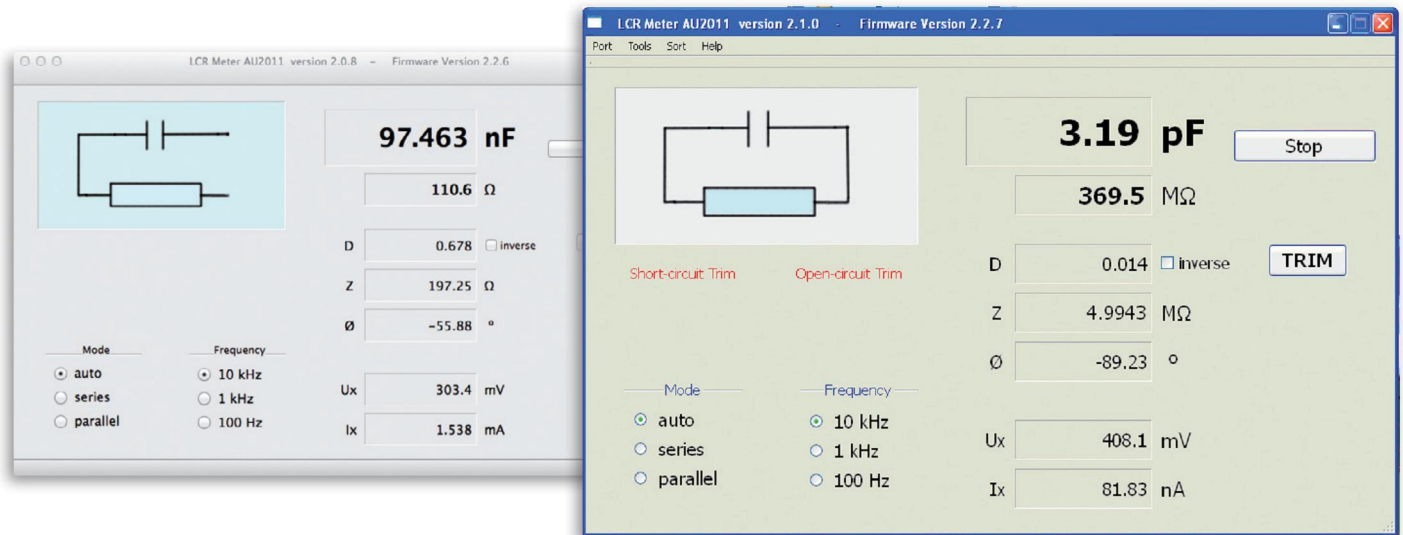 LCR Meter AU2011 version 2.0.8 – Firmware Version 2.2.6
97.463 nF
110.6 Ω
D 0.678 inverse
Z 197.25 Ω
Ø −55.88 °
Mode Frequency
auto 10 kHz
series 1 kHz
parallel 100 Hz
Ux 303.4 mV
Ix 1.538 mA
LCR Meter AU2011 version 2.1.0 - Firmware Version 2.2.7
Port Tools Sort Help
3.19 pF
Stop
369.5 MΩ
Short-circuit Trim Open-circuit Trim
D 0.014 inverse
TRIM
Z 4.9943 MΩ
Ø -89.23 °
Mode Frequency
auto 10 kHz
series 1 kHz
parallel 100 Hz
Ux 408.1 mV
Ix 81.83 nA